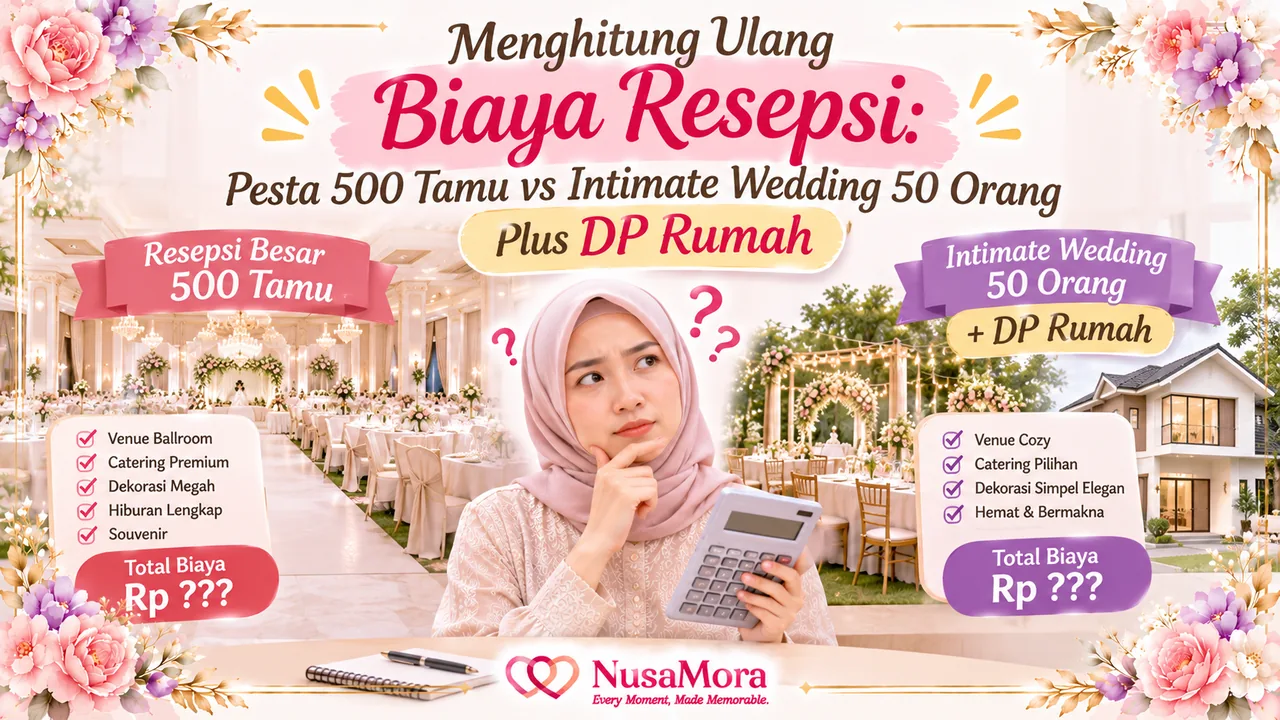 Menghitung Ulang
Biaya Resepsi:
Pesta 500 Tamu vs Intimate Wedding 50 Orang
Plus DP Rumah
Resepsi Besar
500 Tamu
Venue Ballroom
Catering Premium
Dekorasi Megah
Hiburan Lengkap
Souvenir
Total Biaya
Rp ???
? ? ?
Intimate Wedding
50 Orang
+ DP Rumah
Venue Cozy
Catering Pilihan
Dekorasi Simpel Elegan
Hemat & Bermakna
Total Biaya
Rp ???
NusaMora
Every Moment, Made Memorable.